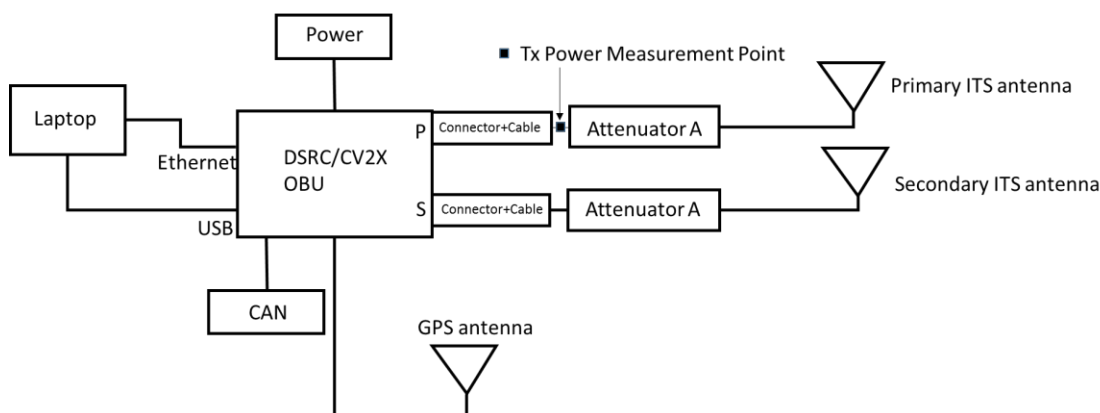 Power
Tx Power Measurement Point
Primary ITS antenna
Laptop
P
Connector+Cable
Attenuator A
Ethernet
DSRC/CV2X
OBU
Secondary ITS antenna
S
Connector+Cable
Attenuator A
USB
CAN
GPS antenna